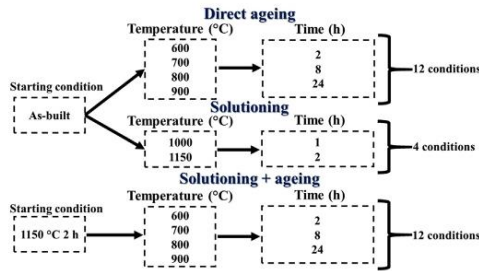 Direct ageing
Temperature (°C)
Time (h)
600
700
800
900
2
8
24
12 conditions
Starting condition
As-built
Solutioning
Temperature (°C)
Time (h)
1000
1150
1
2
4 conditions
Solutioning + ageing
Temperature (°C)
Time (h)
Starting condition
1150 °C 2 h
600
700
800
900
2
8
24
12 conditions